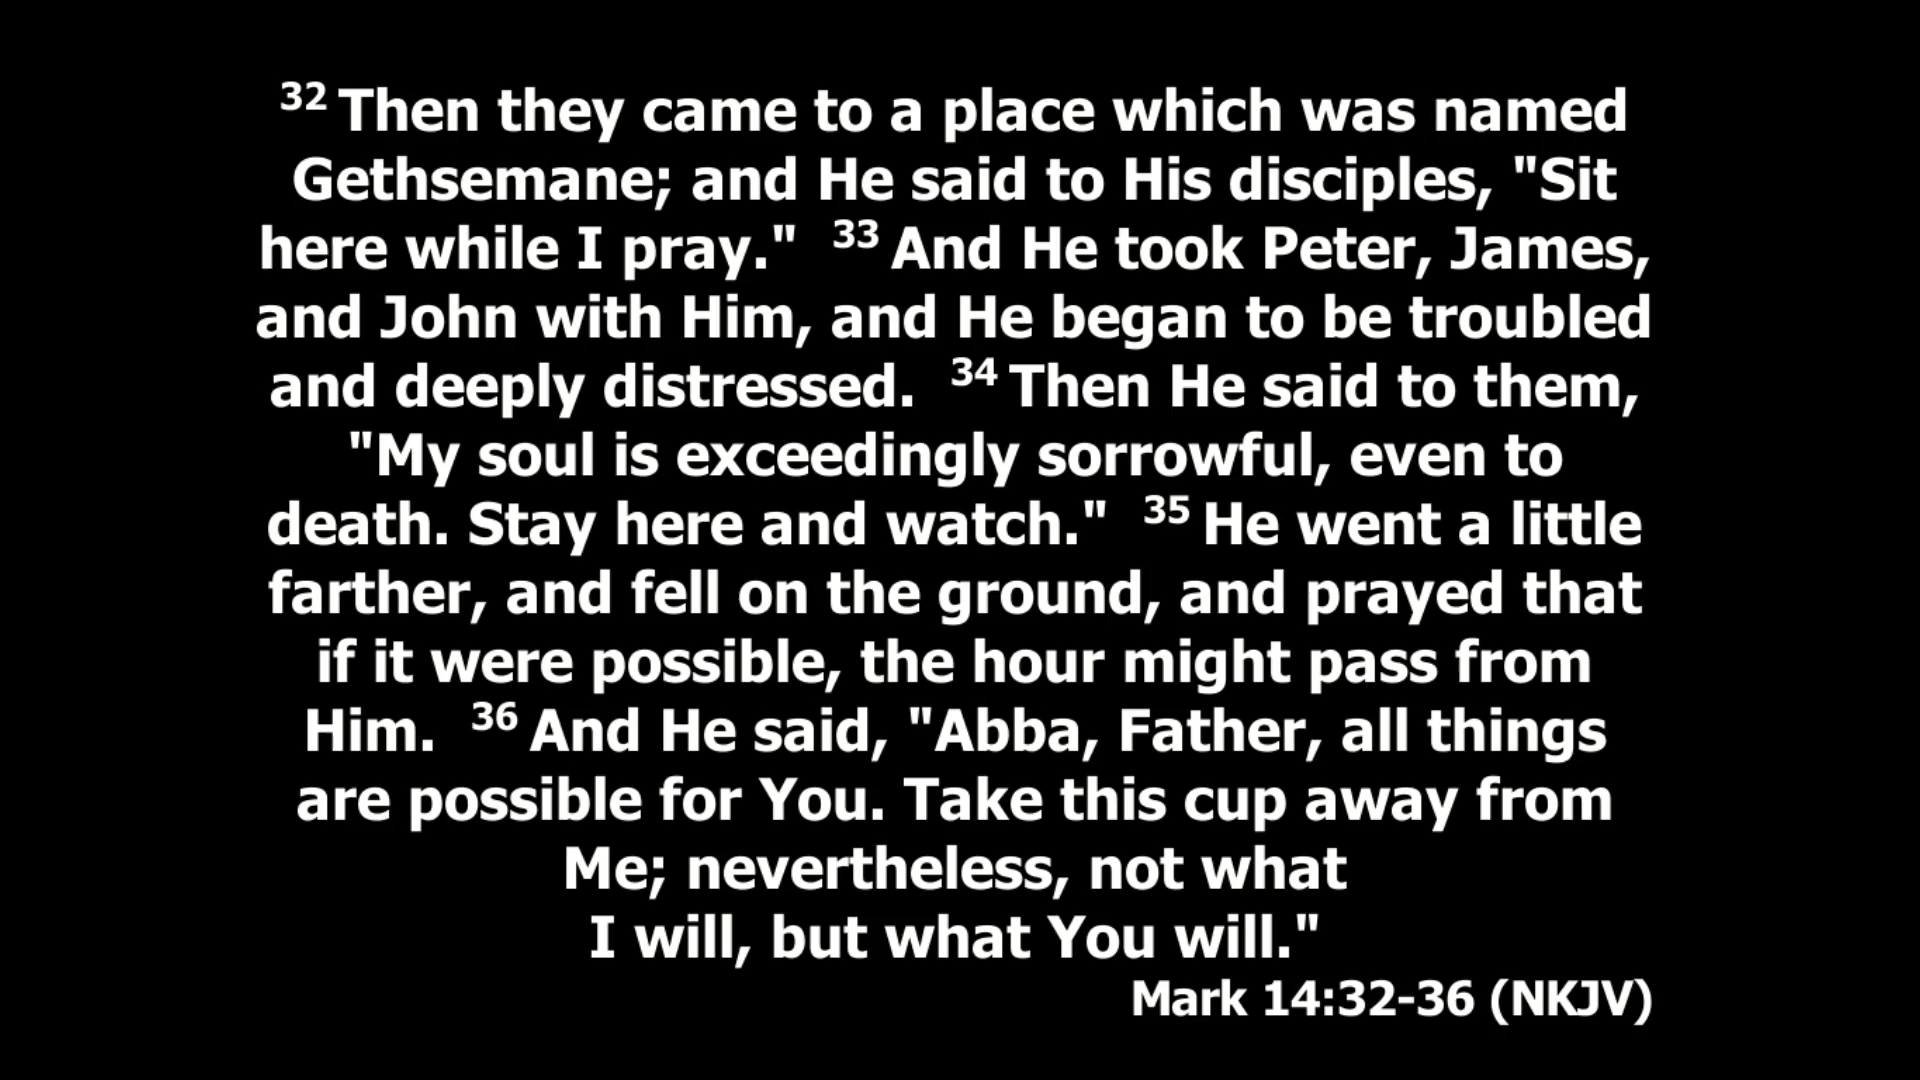 32 Then they came to a place which was named
Gethsemane; and He said to His disciples, "Sit
here while I pray."  33 And He took Peter, James,
and John with Him, and He began to be troubled
and deeply distressed.  34 Then He said to them,
"My soul is exceedingly sorrowful, even to
death. Stay here and watch."  35 He went a little
farther, and fell on the ground, and prayed that
if it were possible, the hour might pass from
Him.  36 And He said, "Abba, Father, all things
are possible for You. Take this cup away from
Me; nevertheless, not what
I will, but what You will."
Mark 14:32-36 (NKJV)